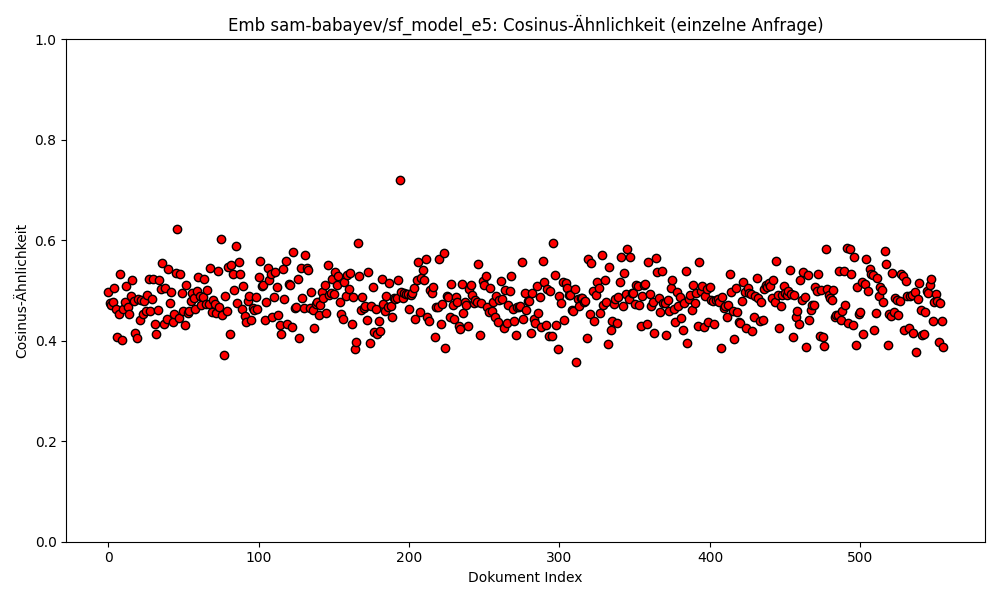 Emb sam-babayev/sf_model_e5: Cosinus-Ähnlichkeit (einzelne Anfrage)
1.0
0.8
0.6
0.4
0.2
0.0
Cosinus-Ähnlichkeit
0 100 200 300 400 500
Dokument Index